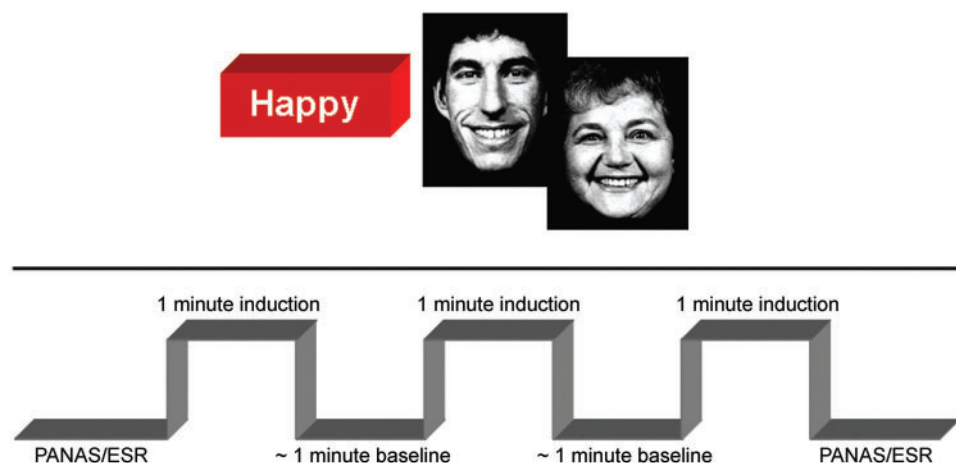 Happy
1 minute induction
1 minute induction
1 minute induction
PANAS/ESR
~ 1 minute baseline
~ 1 minute baseline
PANAS/ESR